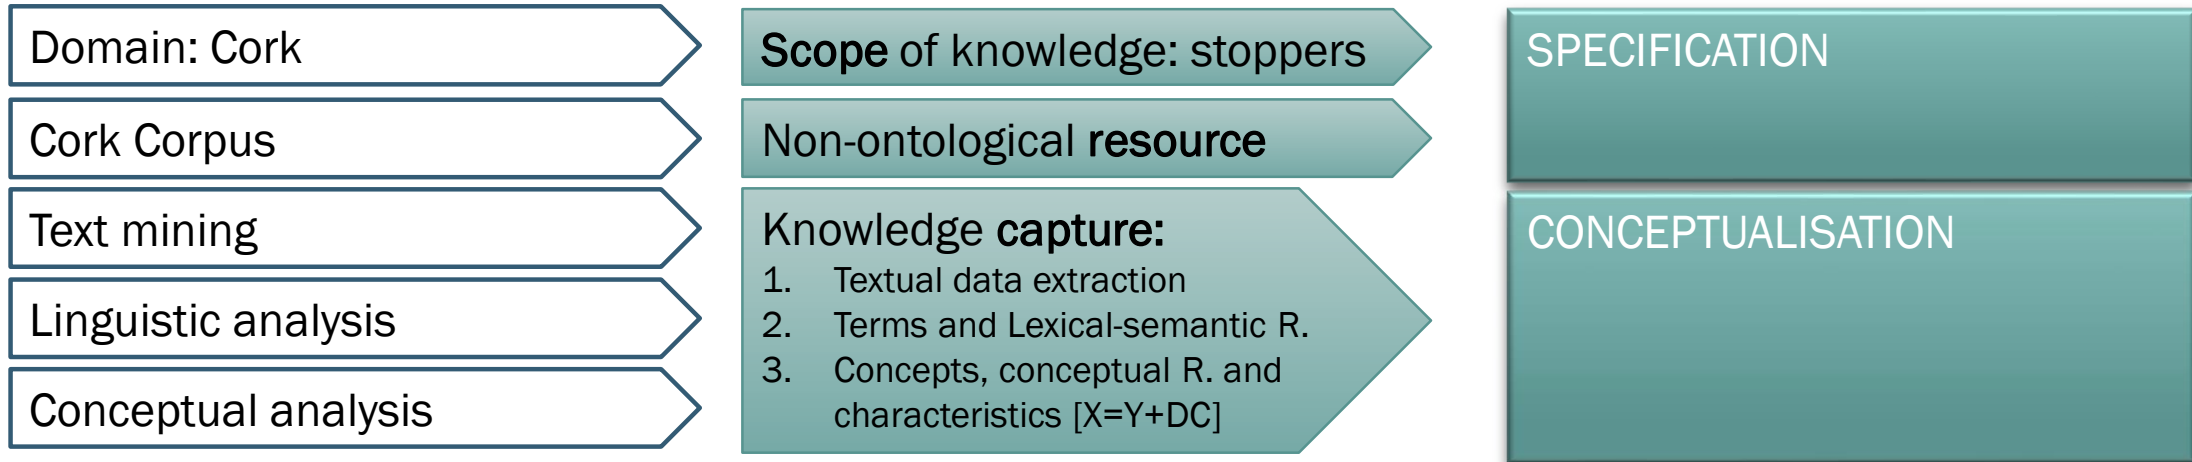 Domain: Cork
Cork Corpus
Text mining
Linguistic analysis
Conceptual analysis
Scope of knowledge: stoppers
Non-ontological resource
Knowledge capture:
1. Textual data extraction
2. Terms and Lexical-semantic R.
3. Concepts, conceptual R. and
characteristics [X=Y+DC]
SPECIFICATION
CONCEPTUALISATION